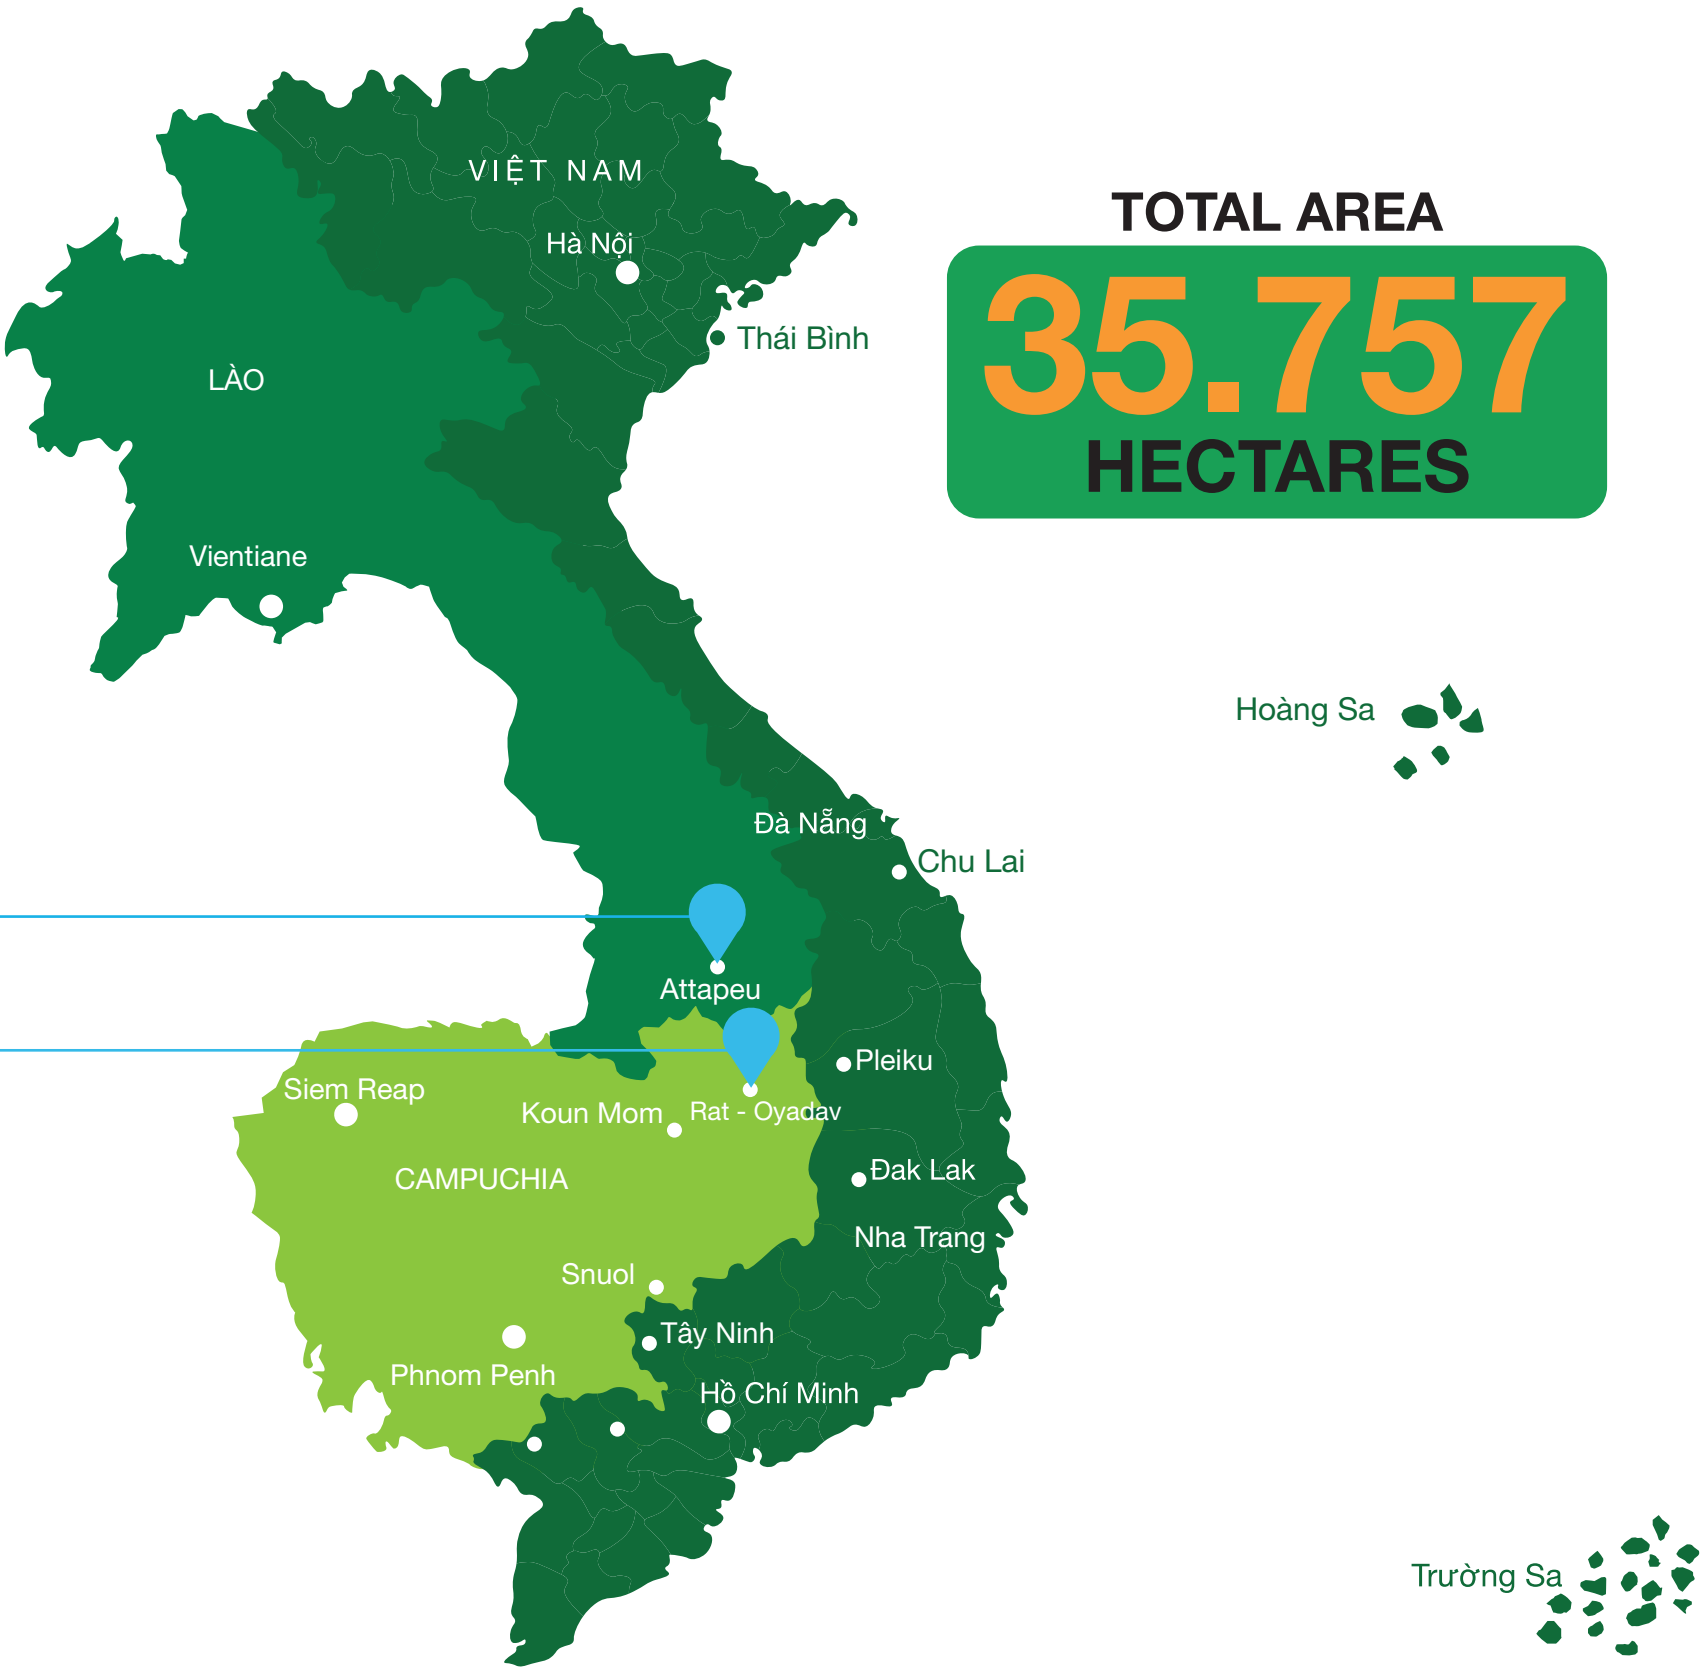 VIỆT NAM
TOTAL AREA
Hà Nội
35.757
Thái Bình
LÀO
HECTARES
Vientiane
Hoàng Sa
Đà Nẵng
Chu Lai
Attapeu
Pleiku
Siem Reap
Koun Mom
Rat - Oyadav
CAMPUCHIA
Đak Lak
Nha Trang
Snuol
Tây Ninh
Phnom Penh
Hồ Chí Minh
Trường Sa